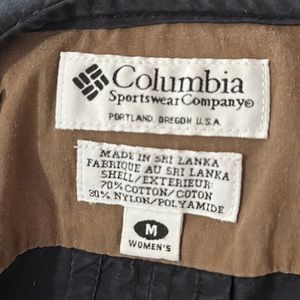 Columbia
Sportswear Company®
PORTLAND, OREGON U.S.A.
MADE IN SRI LANKA
FABRIQUE AU SRI LANKA
SHELL/EXTERIEUR
70% COTTON/COTON
30% NYLON/POLYAMIDE
M
WOMEN'S